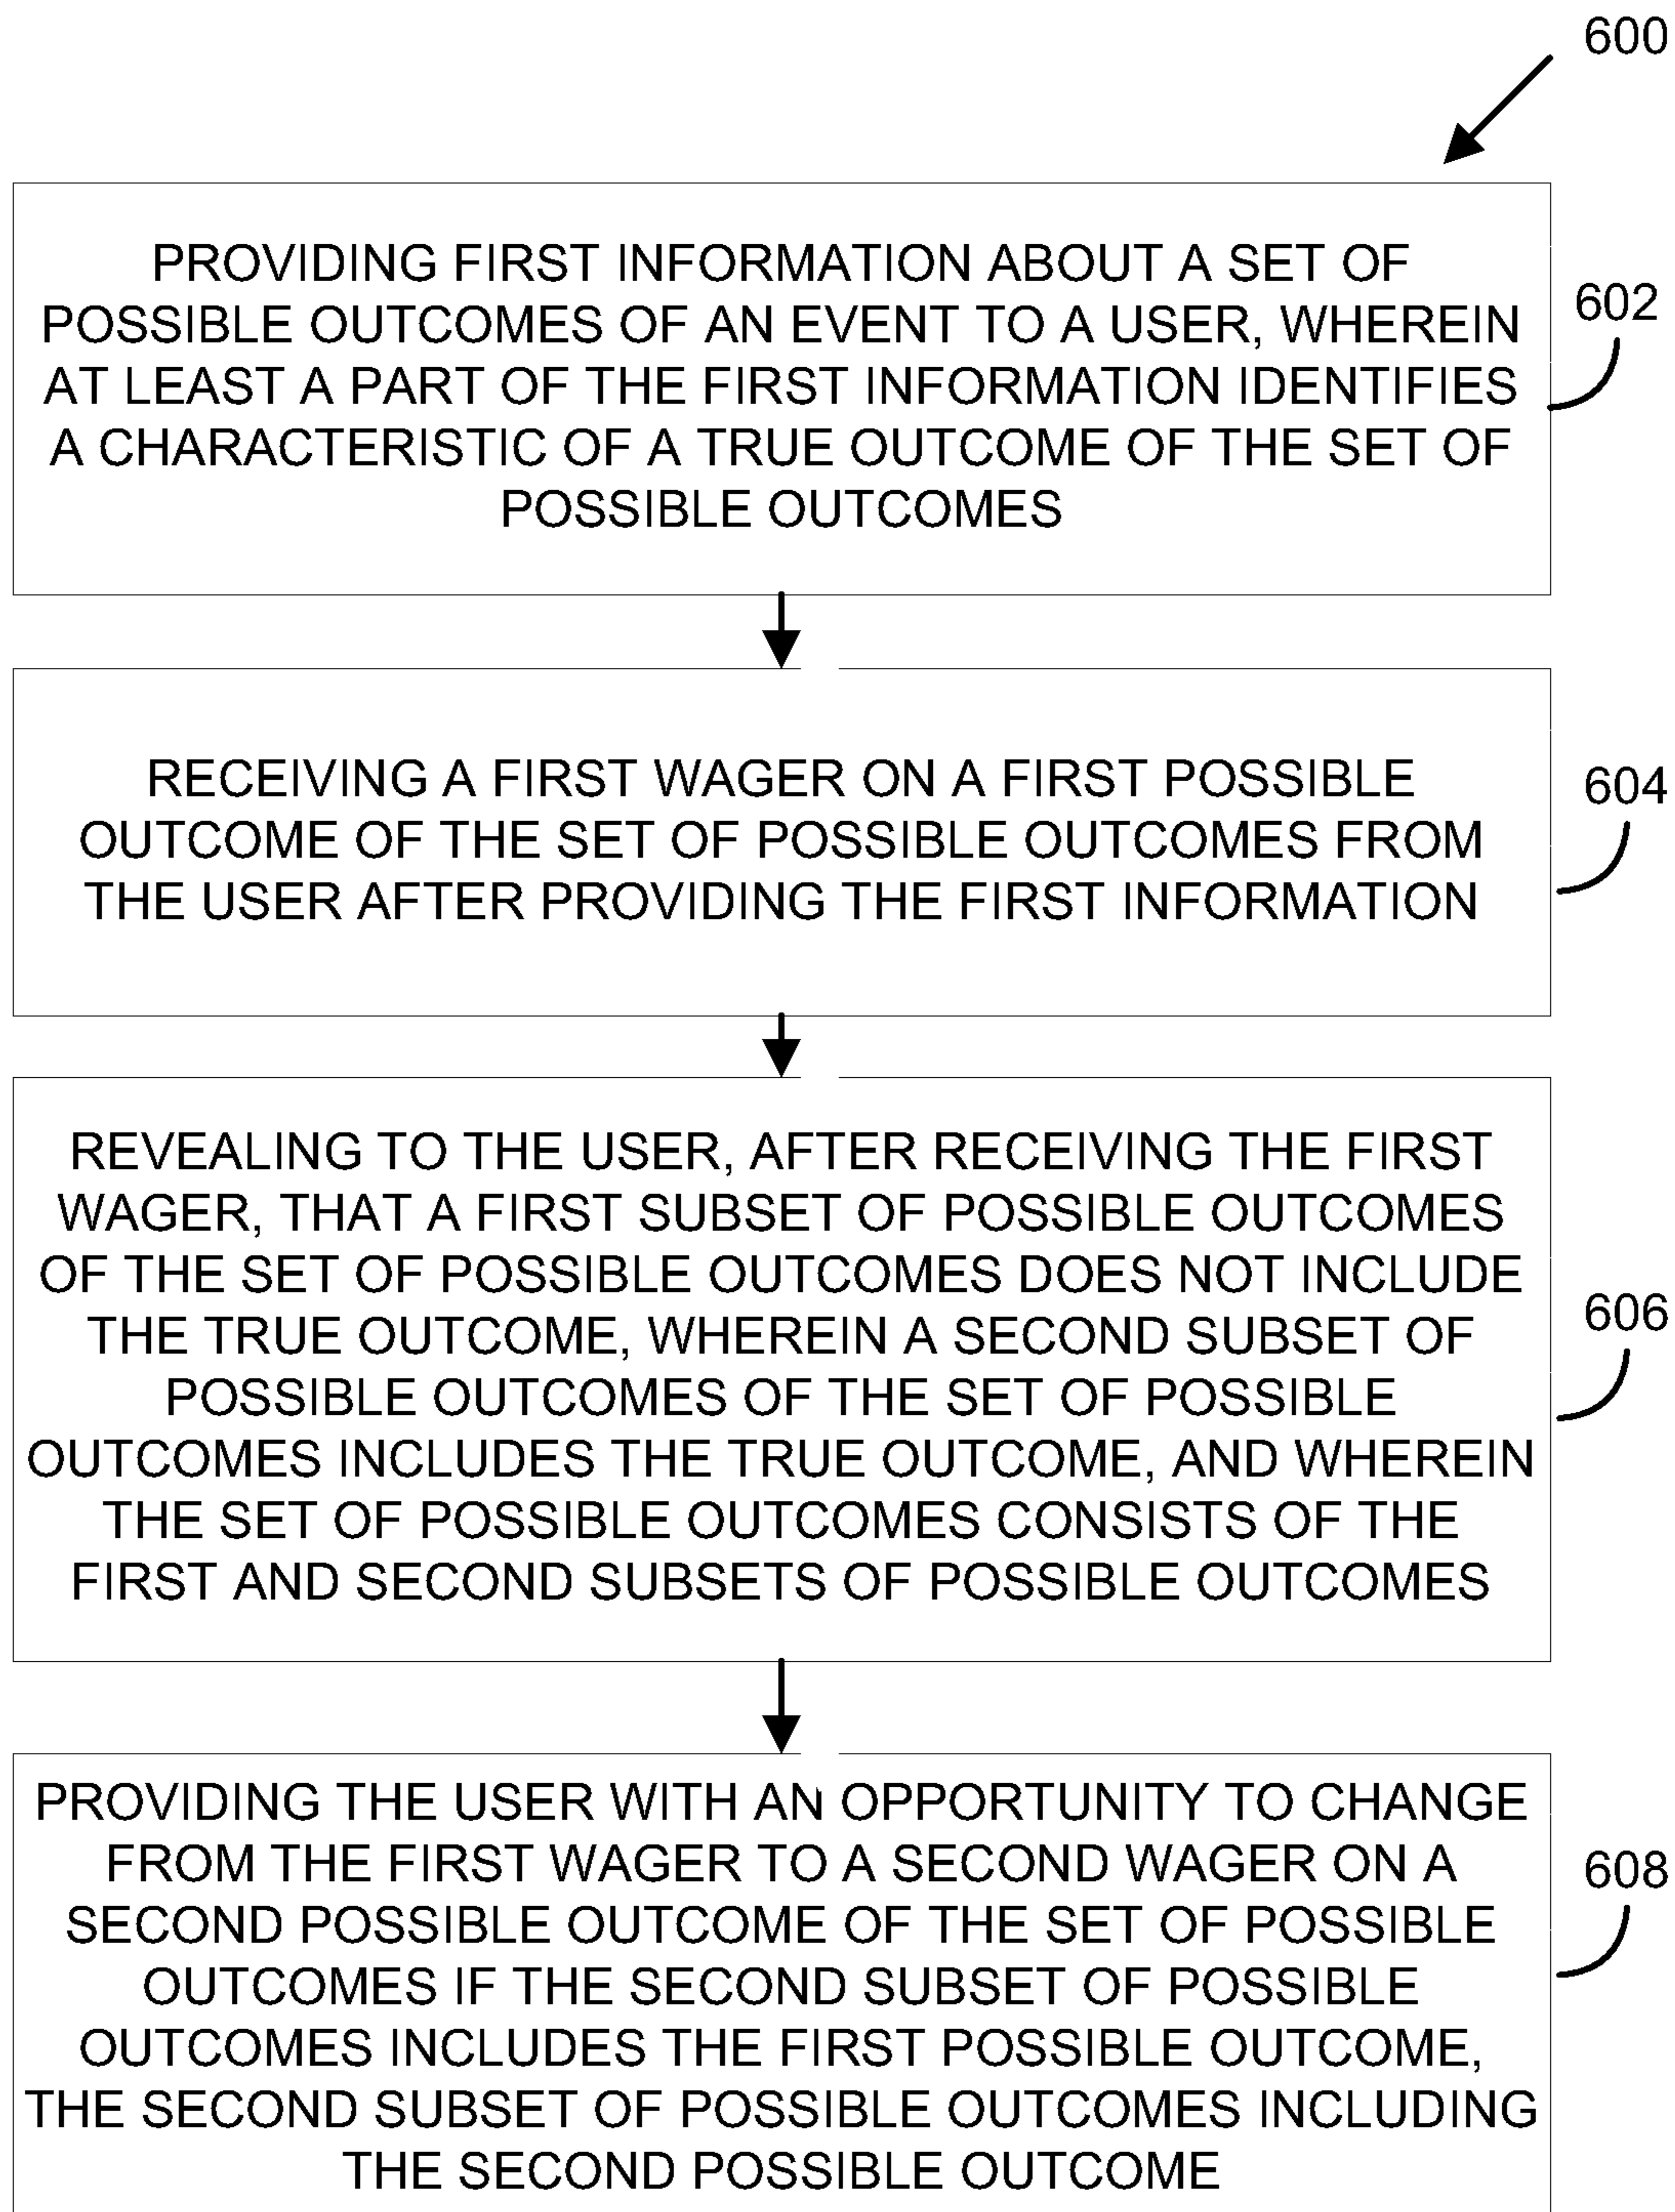 600
PROVIDING FIRST INFORMATION ABOUT A SET OF
POSSIBLE OUTCOMES OF AN EVENT TO A USER, WHEREIN
AT LEAST A PART OF THE FIRST INFORMATION IDENTIFIES
A CHARACTERISTIC OF A TRUE OUTCOME OF THE SET OF
POSSIBLE OUTCOMES
602
RECEIVING A FIRST WAGER ON A FIRST POSSIBLE
OUTCOME OF THE SET OF POSSIBLE OUTCOMES FROM
THE USER AFTER PROVIDING THE FIRST INFORMATION
604
REVEALING TO THE USER, AFTER RECEIVING THE FIRST
WAGER, THAT A FIRST SUBSET OF POSSIBLE OUTCOMES
OF THE SET OF POSSIBLE OUTCOMES DOES NOT INCLUDE
THE TRUE OUTCOME, WHEREIN A SECOND SUBSET OF
POSSIBLE OUTCOMES OF THE SET OF POSSIBLE
OUTCOMES INCLUDES THE TRUE OUTCOME, AND WHEREIN
THE SET OF POSSIBLE OUTCOMES CONSISTS OF THE
FIRST AND SECOND SUBSETS OF POSSIBLE OUTCOMES
606
PROVIDING THE USER WITH AN OPPORTUNITY TO CHANGE
FROM THE FIRST WAGER TO A SECOND WAGER ON A
SECOND POSSIBLE OUTCOME OF THE SET OF POSSIBLE
OUTCOMES IF THE SECOND SUBSET OF POSSIBLE
OUTCOMES INCLUDES THE FIRST POSSIBLE OUTCOME,
THE SECOND SUBSET OF POSSIBLE OUTCOMES INCLUDING
THE SECOND POSSIBLE OUTCOME
608